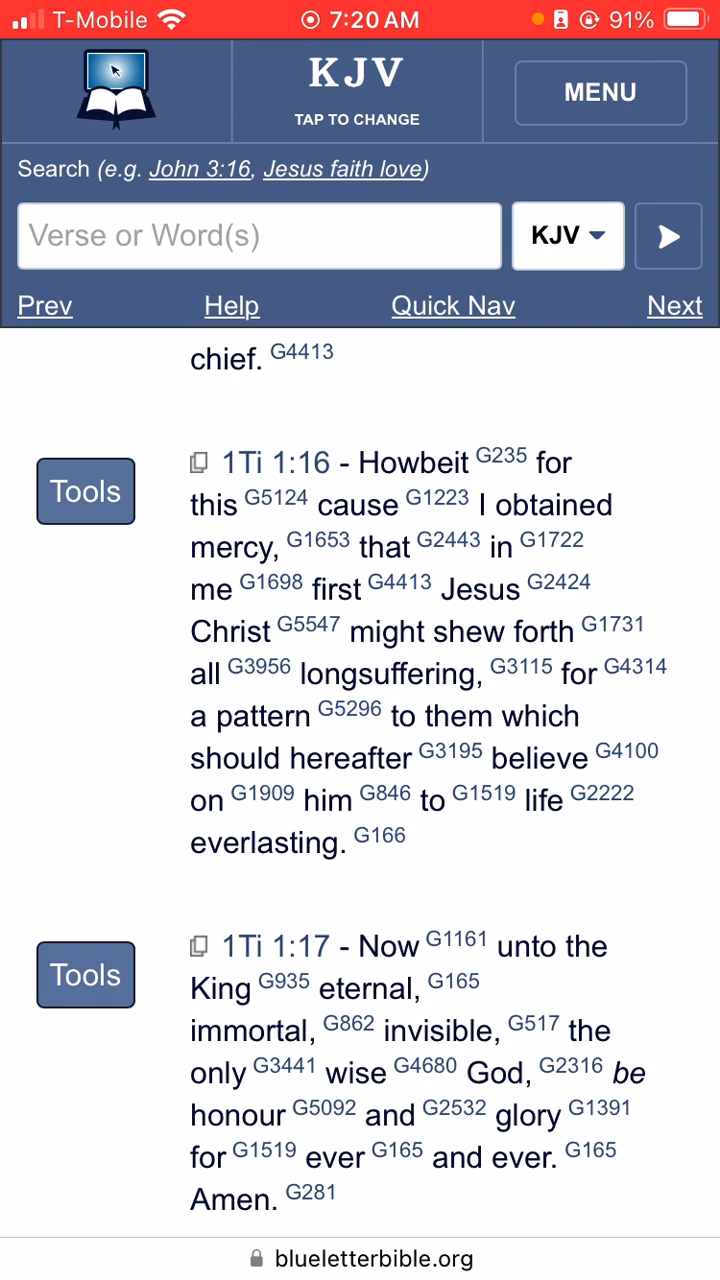 T-Mobile 7:20 AM 91%
KJV
TAP TO CHANGE
MENU
Search (e.g. John 3:16, Jesus faith love)
Verse or Word(s) KJV
Prev Help Quick Nav Next
chief. G4413
Tools
1Ti 1:16 - Howbeit G235 for
this G5124 cause G1223 I obtained
mercy, G1653 that G2443 in G1722
me G1698 first G4413 Jesus G2424
Christ G5547 might shew forth G1731
all G3956 longsuffering, G3115 for G4314
a pattern G5296 to them which
should hereafter G3195 believe G4100
on G1909 him G846 to G1519 life G2222
everlasting. G166
Tools
1Ti 1:17 - Now G1161 unto the
King G935 eternal, G165
immortal, G862 invisible, G517 the
only G3441 wise G4680 God, G2316 be
honour G5092 and G2532 glory G1391
for G1519 ever G165 and ever. G165
Amen. G281
blueletterbible.org